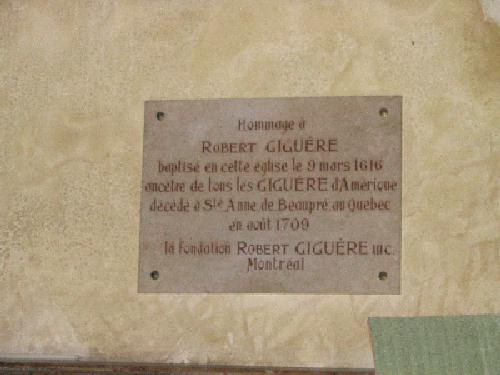 Hommage à
ROBERT GIGUÈRE
baptisé en cette église le 9 mars 1616
ancêtre de tous les GIGUÈRE d'Amérique
décédé à Ste Anne de Beaupré au Québec
en août 1709
la fondation ROBERT GIGUÈRE INC.
Montréal